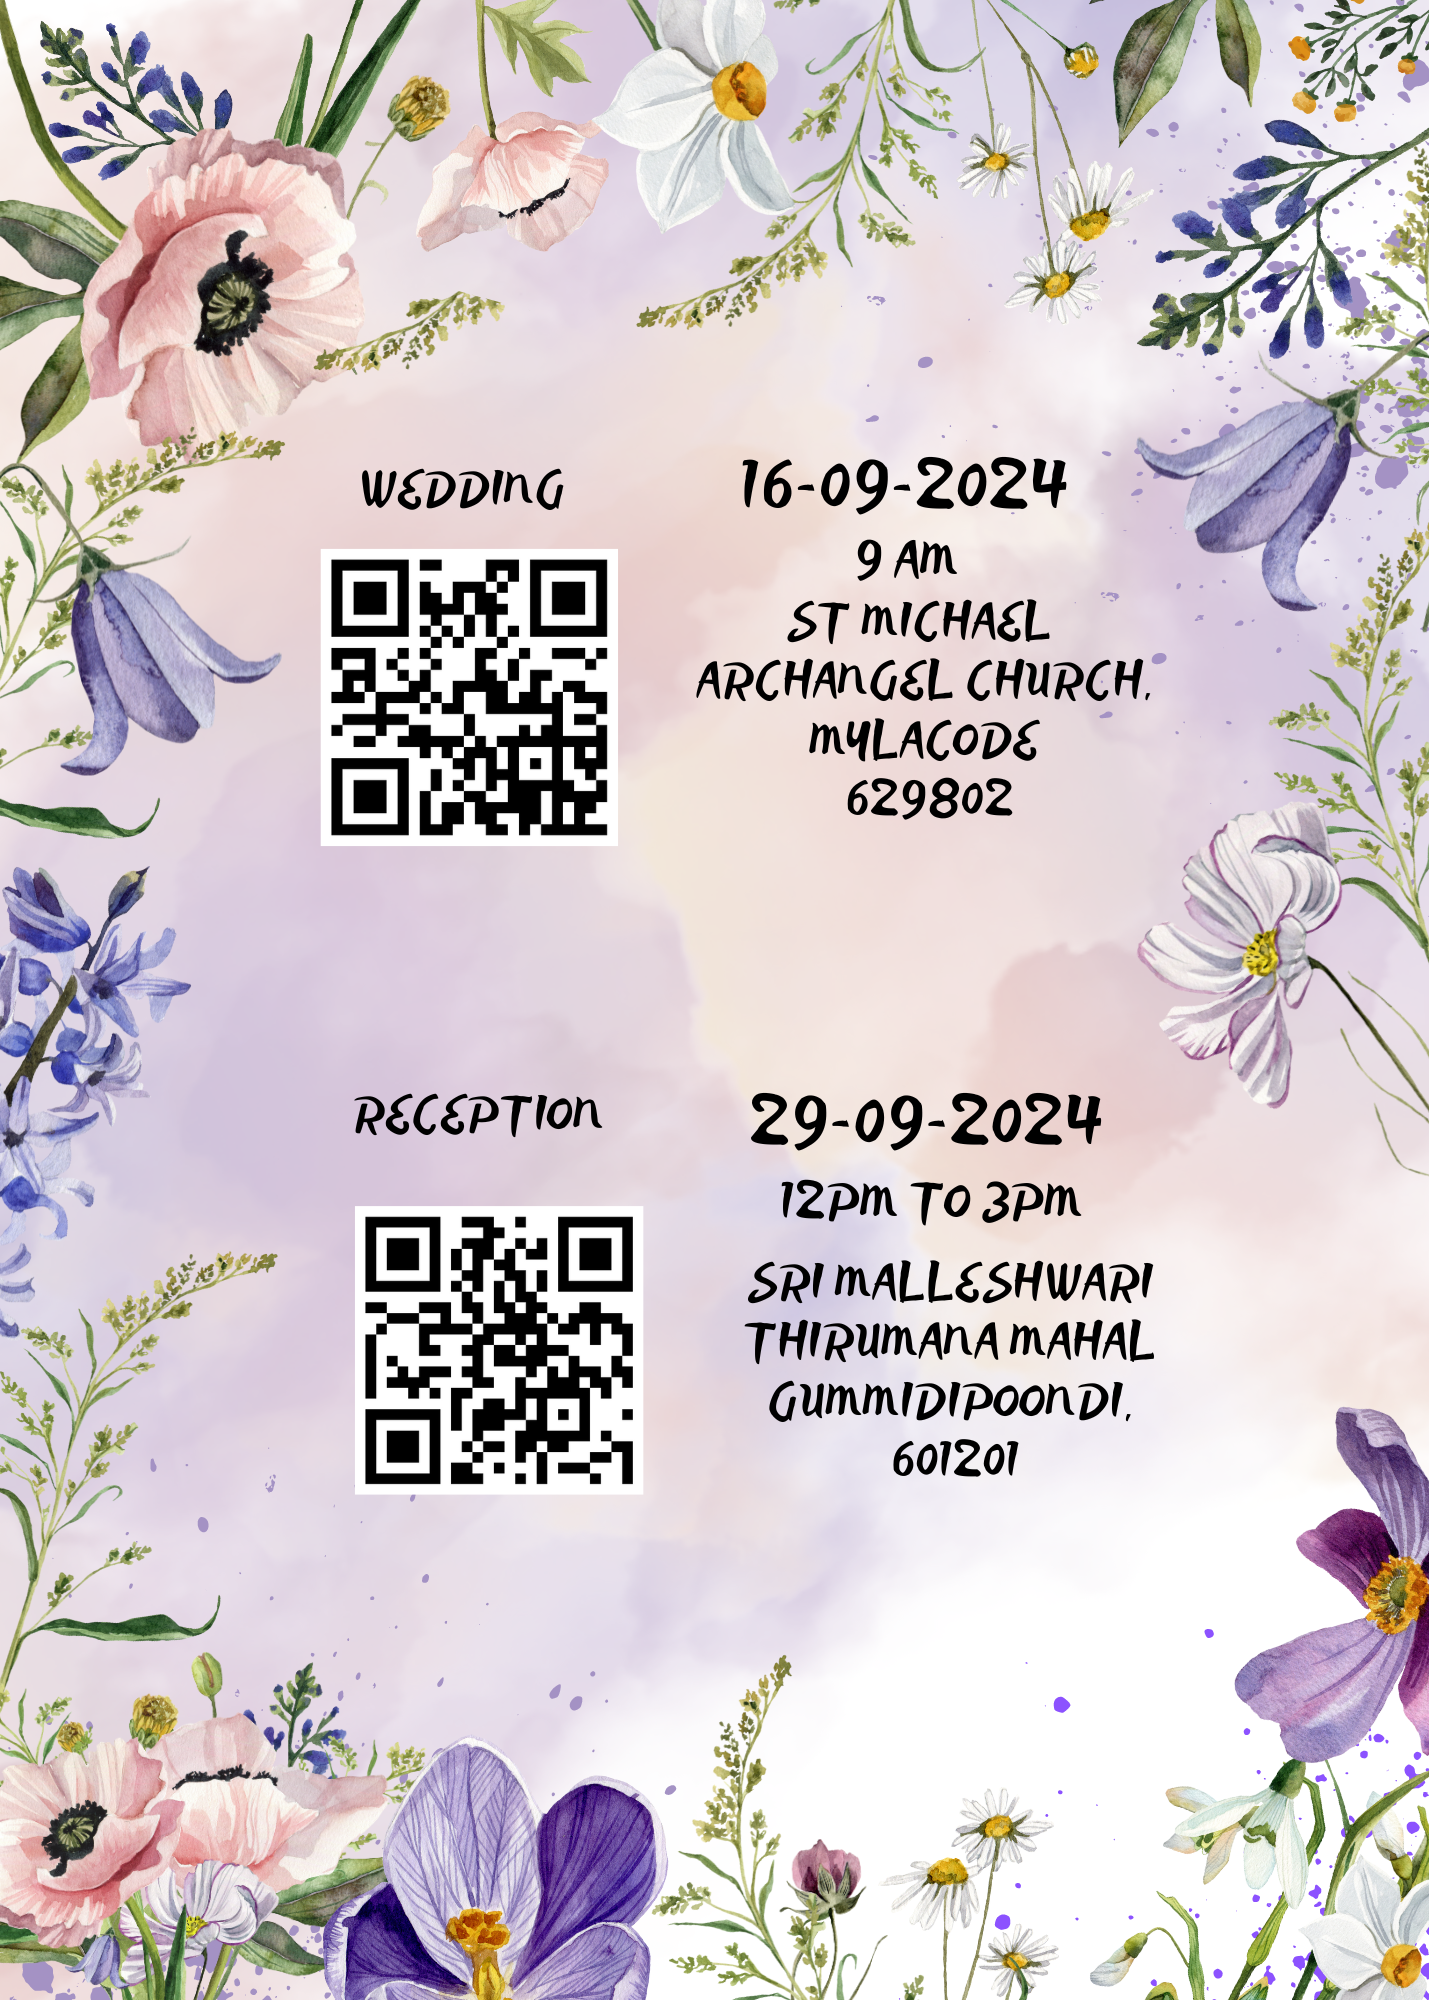 WEDDING
16-09-2024
9 AM
ST MICHAEL
ARCHANGEL CHURCH,
MYLACODE
629802
RECEPTION
29-09-2024
12PM TO 3PM
SRI MALLESHWARI
THIRUMANA MAHAL
GUMMIDIPOONDI,
601201